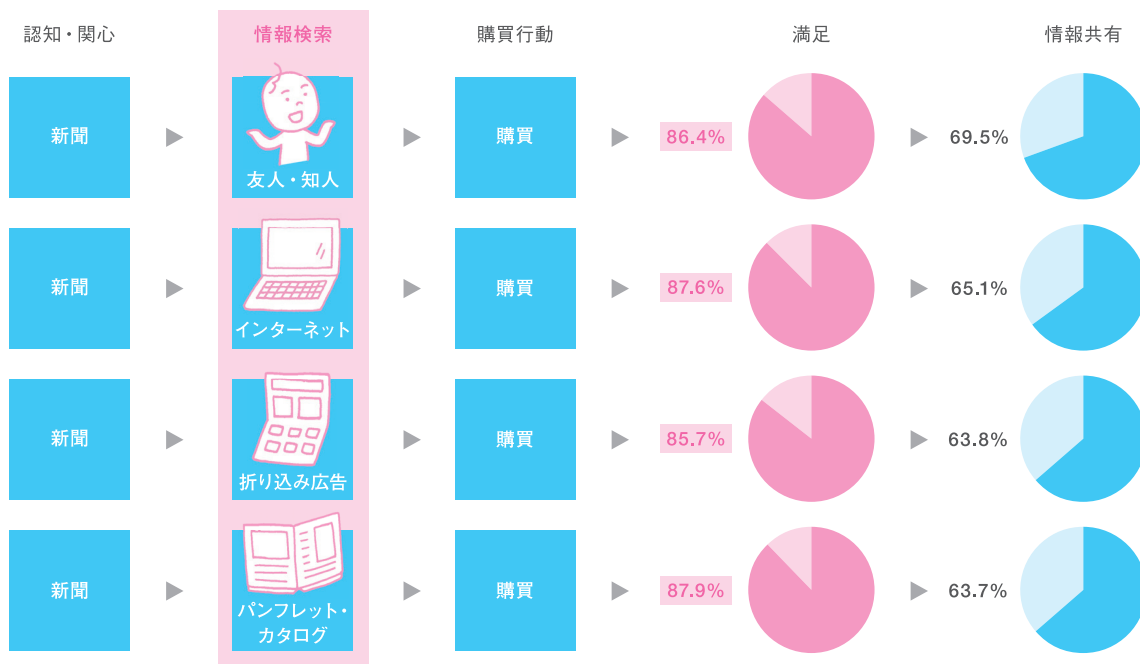 認知・関心
情報検索
購買行動
満足
情報共有
新聞
友人・知人
購買
86.4%
69.5%
新聞
インターネット
購買
87.6%
65.1%
新聞
折り込み広告
購買
85.7%
63.8%
新聞
パンフレット・
カタログ
購買
87.9%
63.7%